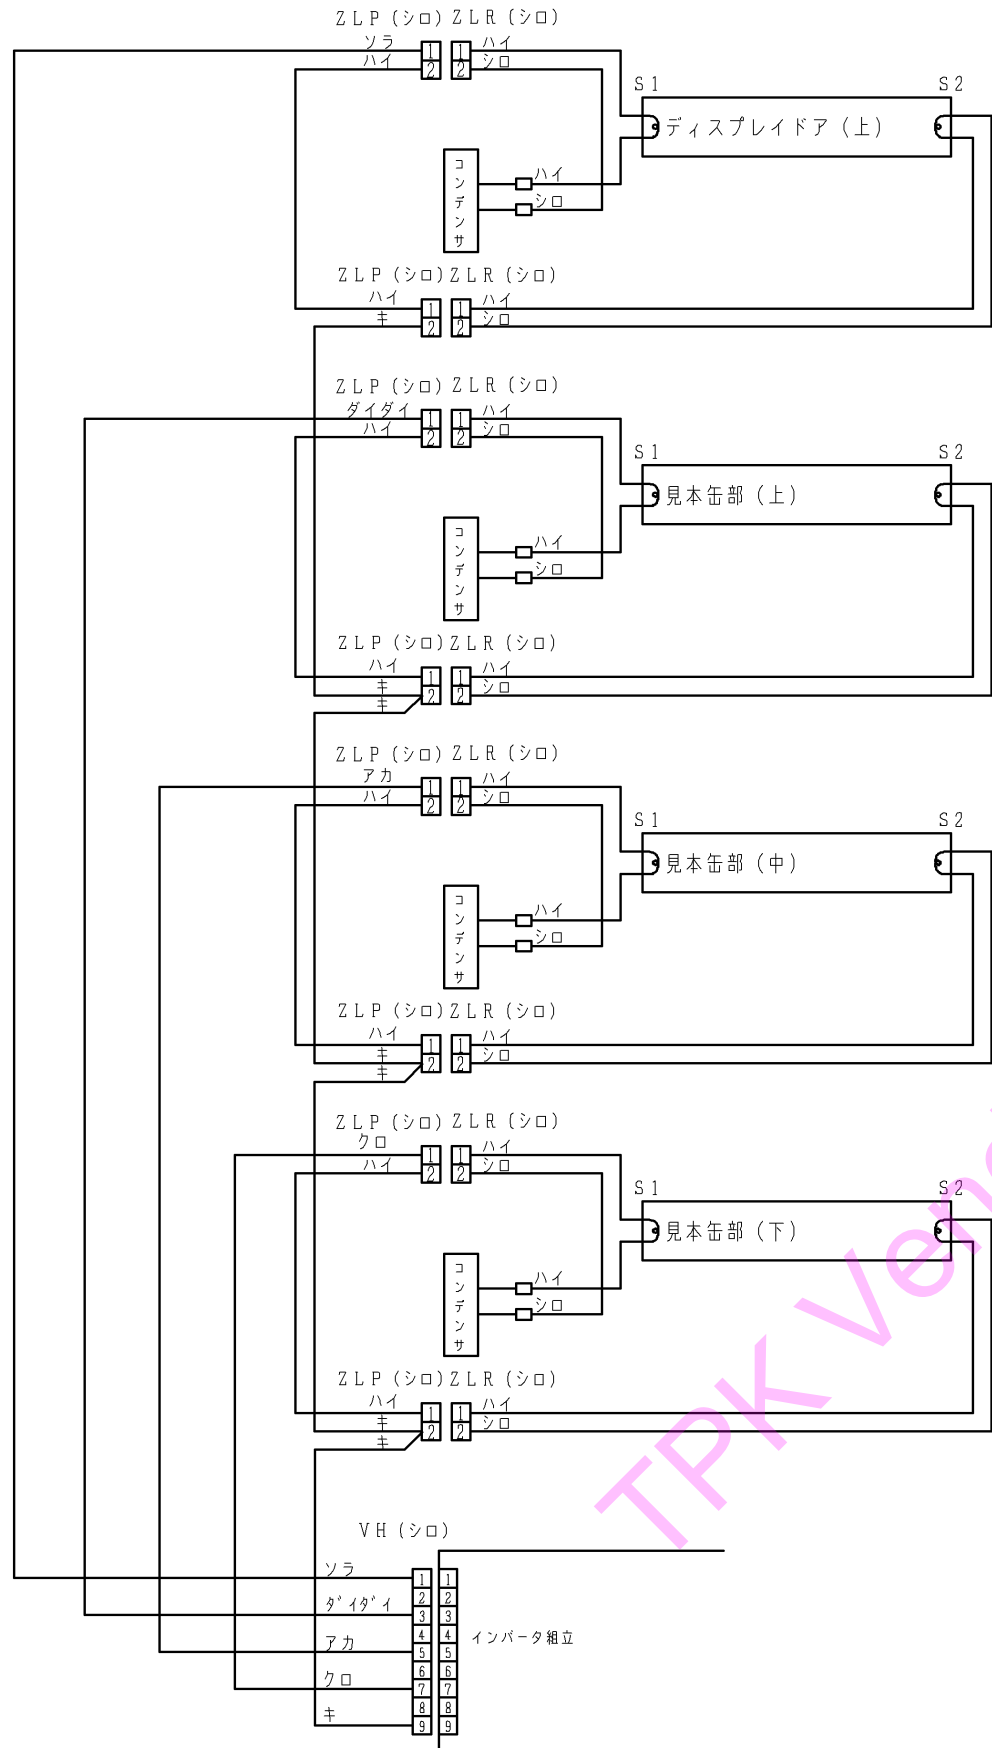 ZLP（シロ） ZLR（シロ）
ソラ 1 1 ハイ
ハイ 2 2 シロ
S1 S2
ディスプレイドア（上）
コンデンサ
ハイ
シロ
ZLP（シロ） ZLR（シロ）
ハイ 1 1 ハイ
キ 2 2 シロ
ZLP（シロ） ZLR（シロ）
ダイダイ 1 1 ハイ
ハイ 2 2 シロ
S1 S2
見本缶部（上）
コンデンサ
ハイ
シロ
ZLP（シロ） ZLR（シロ）
ハイ 1 1 ハイ
キ 2 2 シロ
キ
ZLP（シロ） ZLR（シロ）
アカ 1 1 ハイ
ハイ 2 2 シロ
S1 S2
見本缶部（中）
コンデンサ
ハイ
シロ
ZLP（シロ） ZLR（シロ）
ハイ 1 1 ハイ
キ 2 2 シロ
キ
ZLP（シロ） ZLR（シロ）
クロ 1 1 ハイ
ハイ 2 2 シロ
S1 S2
見本缶部（下）
コンデンサ
ハイ
シロ
ZLP（シロ） ZLR（シロ）
ハイ 1 1 ハイ
キ 2 2 シロ
キ
VH（シロ）
ソラ 1 1
2 2
ダイダイ 3 3
4 4
インバータ組立
アカ 5 5
6 6
クロ 7 7
8 8
キ 9 9
TPK